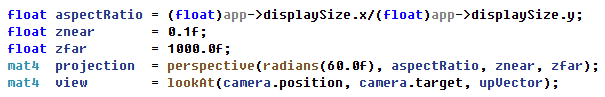 float aspectRatio = (float)app->displaySize.x/(float)app->displaySize.y;
float znear       = 0.1f;
float zfar        = 1000.0f;
mat4  projection  = perspective(radians(60.0f), aspectRatio, znear, zfar);
mat4  view        = lookAt(camera.position, camera.target, upVector);